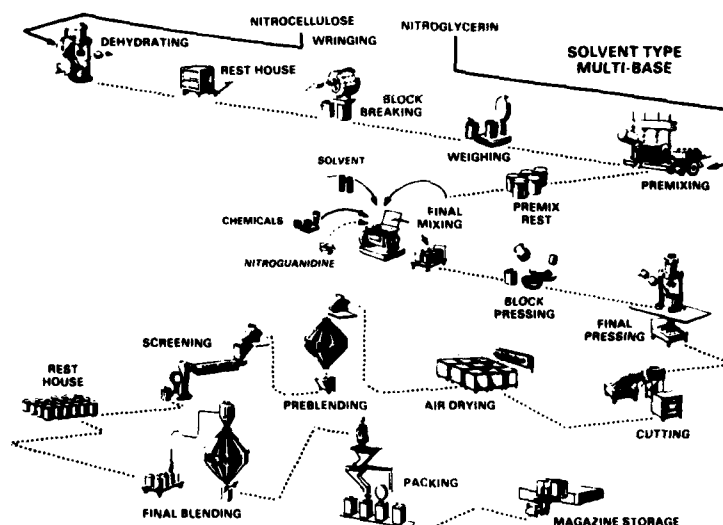 NITROCELLULOSE
WRINGING
DEHYDRATING
NITROGLYCERIN
SOLVENT TYPE
MULTI-BASE
REST HOUSE
BLOCK
BREAKING
WEIGHING
PREMIXING
SOLVENT
CHEMICALS
NITROGUANIDINE
FINAL
MIXING
PREMIX
REST
BLOCK
PRESSING
FINAL
PRESSING
SCREENING
REST
HOUSE
PREBLENDING
AIR DRYING
CUTTING
FINAL BLENDING
PACKING
MAGAZINE STORAGE